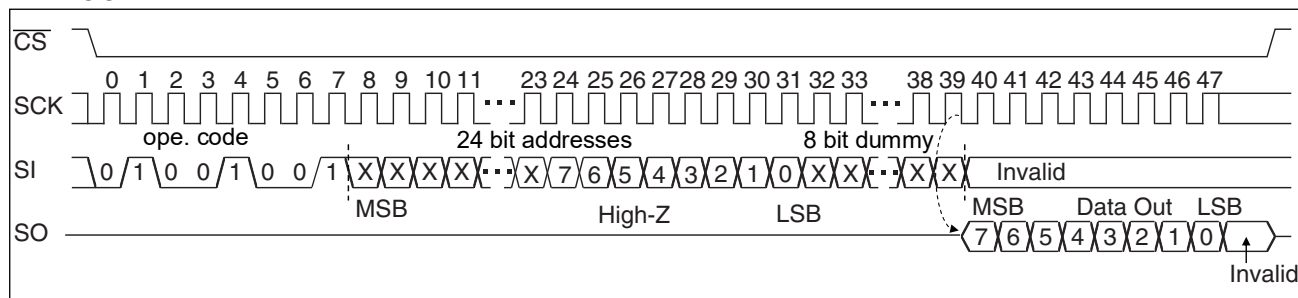 CS
0 1 2 3 4 5 6 7 8 9 10 11 23 24 25 26 27 28 29 30 31 32 33 38 39 40 41 42 43 44 45 46 47
SCK
ope. code 24 bit addresses 8 bit dummy
SI 0 1 0 0 1 0 0 1 X X X X X 7 6 5 4 3 2 1 0 X X X X Invalid
MSB High-Z LSB MSB Data Out LSB
SO 7 6 5 4 3 2 1 0
Invalid